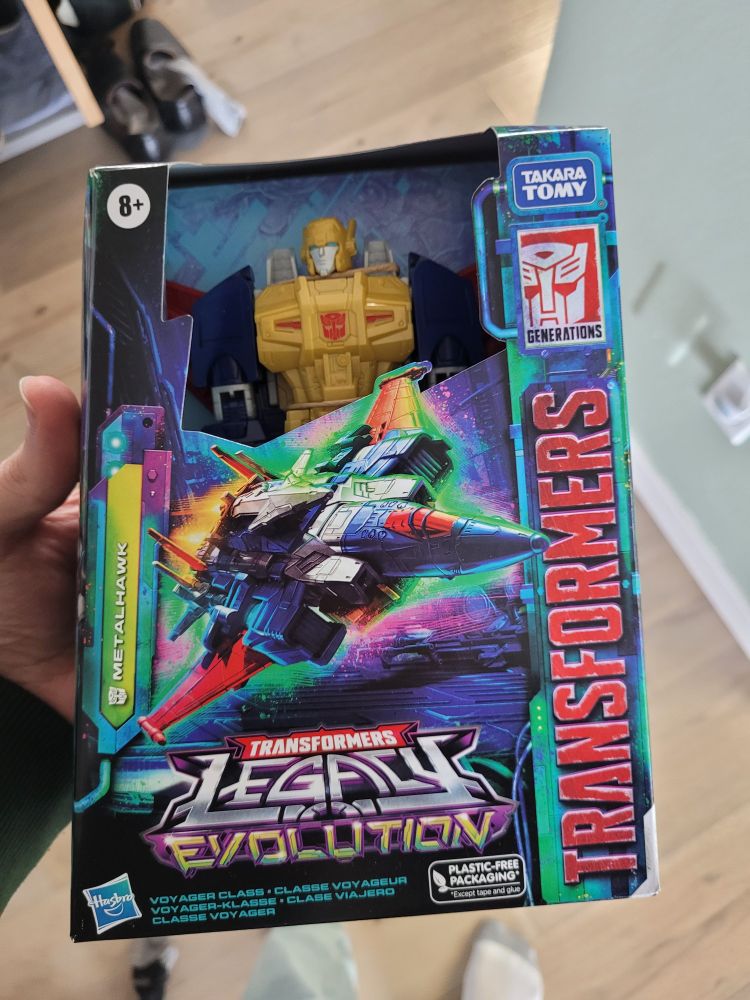 8+
TAKARA
TOMY
GENERATIONS
TRANSFORMERS
METALHAWK
TRANSFORMERS
LEGACY
EVOLUTION
PLASTIC-FREE
PACKAGING*
*Except tape and glue
Hasbro
VOYAGER CLASS • CLASSE VOYAGEUR
VOYAGER-KLASSE • CLASE VIAJERO
CLASSE VOYAGER